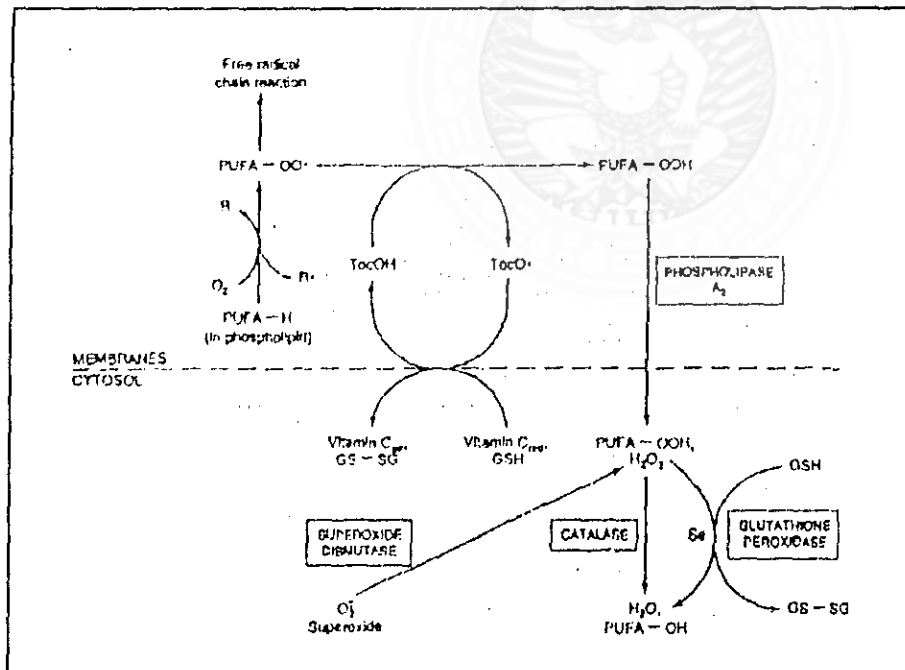 Free radical
chain reaction
PUFA — OO•
PUFA — OOH
R
TocOH
TocO•
PHOSPHOLIPASE
A₂
O₂
R•
PUFA — H
(In phospholipid)
MEMBRANES
CYTOSOL
Vitamin C
GS — SG
Vitamin C
GSH
PUFA — OOH,
H₂O₂
GSH
SUPEROXIDE
DISMUTASE
CATALASE
Se
GLUTATHIONE
PEROXIDASE
Superoxide
H₂O,
PUFA — OH
GS — SG